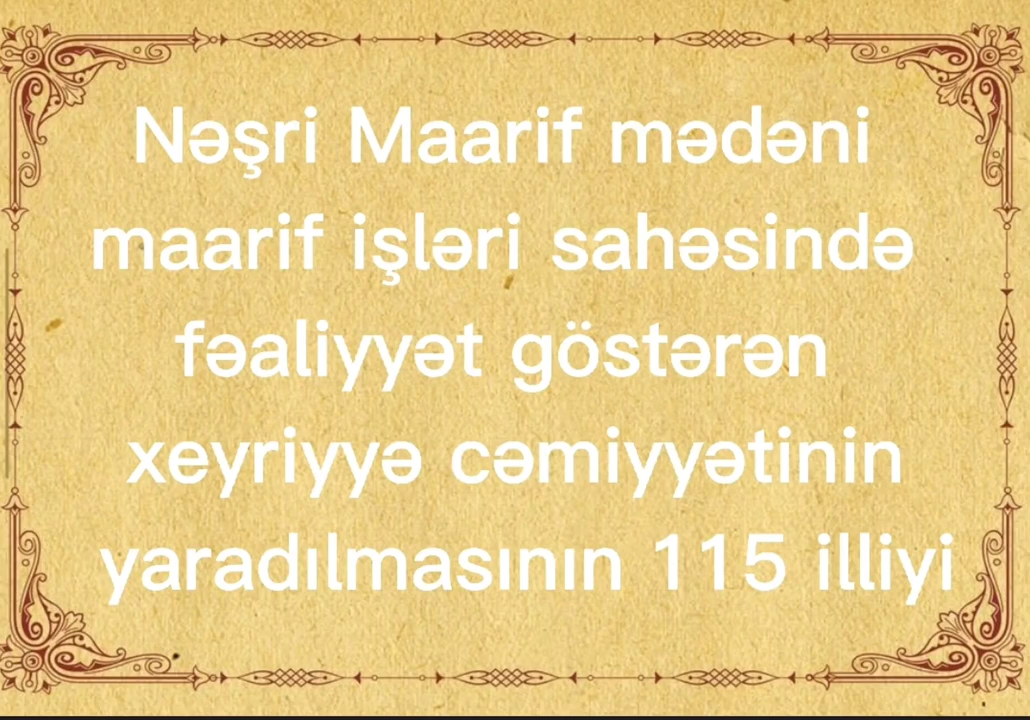 Nəşri Maarif mədəni
maarif işləri sahəsində
fəaliyyət göstərən
xeyriyyə cəmiyyətinin
yaradılmasının 115 illiyi